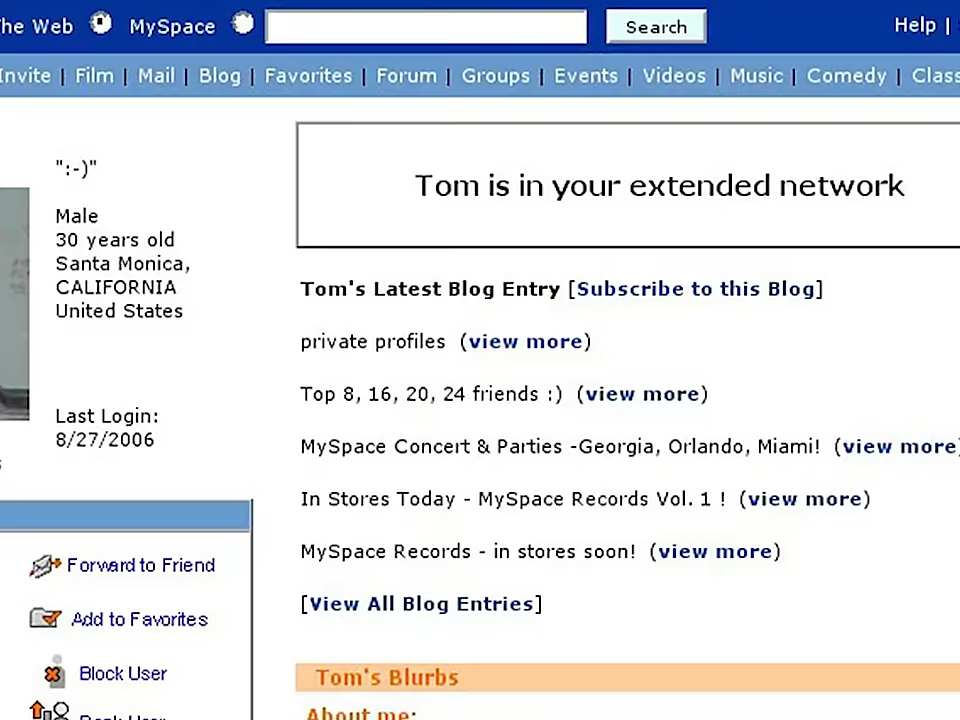 The Web MySpace Search Help |
Invite | Film | Mail | Blog | Favorites | Forum | Groups | Events | Videos | Music | Comedy | Class
":-)"
Male
30 years old
Santa Monica,
CALIFORNIA
United States
Last Login:
8/27/2006
Forward to Friend
Add to Favorites
Block User
Tom is in your extended network
Tom's Latest Blog Entry [Subscribe to this Blog]
private profiles (view more)
Top 8, 16, 20, 24 friends :) (view more)
MySpace Concert & Parties -Georgia, Orlando, Miami! (view more)
In Stores Today - MySpace Records Vol. 1 ! (view more)
MySpace Records - in stores soon! (view more)
[View All Blog Entries]
Tom's Blurbs
About me: